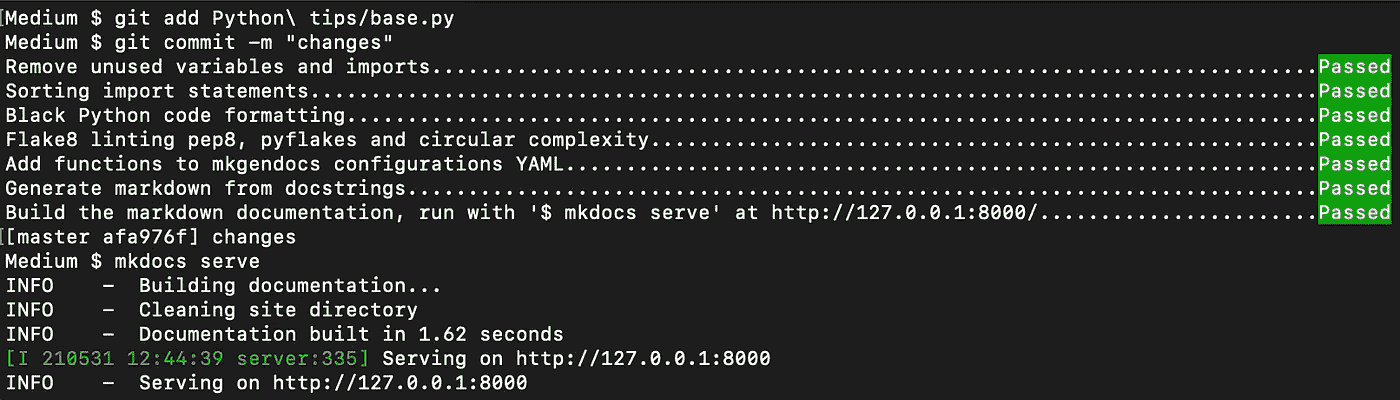 [Medium $ git add Python\ tips/base.py
Medium $ git commit -m "changes"
Remove unused variables and imports.........................................................................Passed
Sorting import statements...................................................................................Passed
Black Python code formatting................................................................................Passed
Flake8 linting pep8, pyflakes and circular complexity.......................................................Passed
Add functions to mkgendocs configurations YAML..............................................................Passed
Generate markdown from docstrings...........................................................................Passed
Build the markdown documentation, run with '$ mkdocs serve' at http://127.0.0.1:8000/.......................Passed
[[master afa976f] changes
Medium $ mkdocs serve
INFO    -  Building documentation...
INFO    -  Cleaning site directory
INFO    -  Documentation built in 1.62 seconds
[I 210531 12:44:39 server:335] Serving on http://127.0.0.1:8000
INFO    -  Serving on http://127.0.0.1:8000